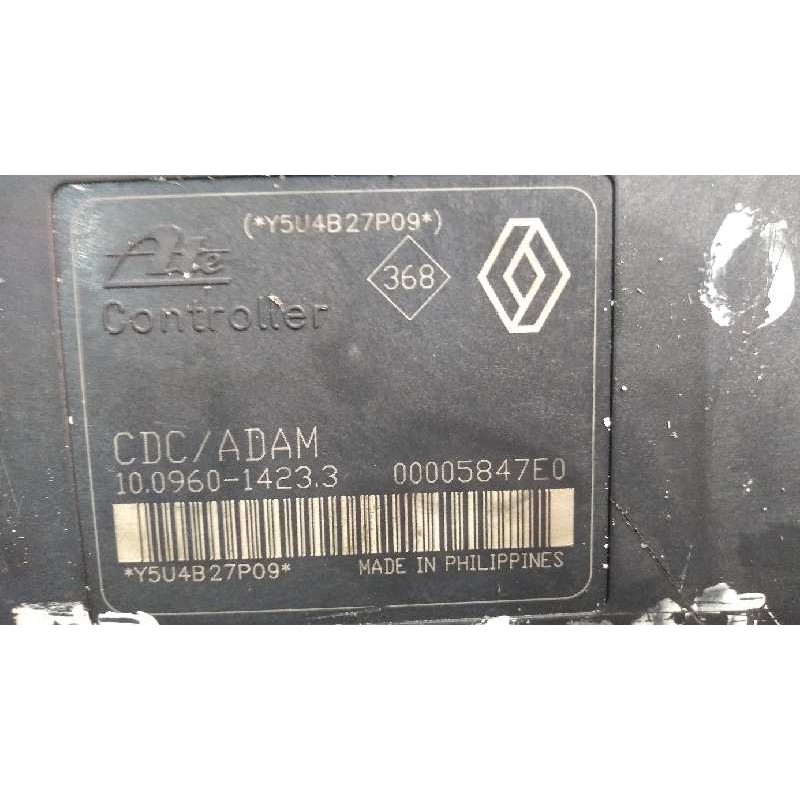 (*Y5U4B27P09*)
Ate
368
Controller
CDC/ADAM
10.0960-1423.3 00005847E0
*Y5U4B27P09* MADE IN PHILIPPINES